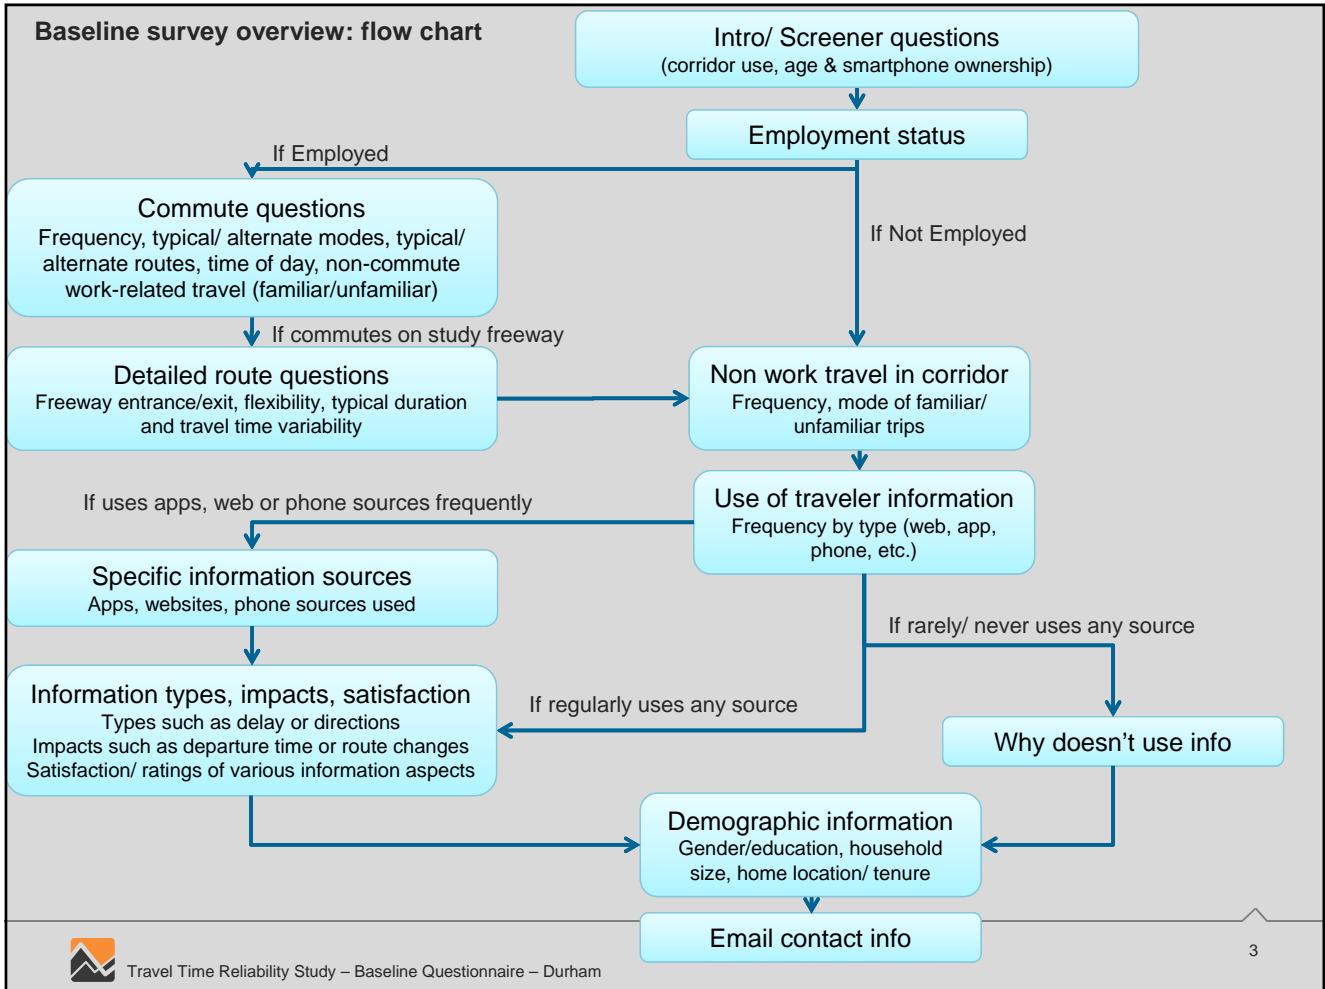 Baseline survey overview: flow chart
Intro/ Screener questions
(corridor use, age & smartphone ownership)
Employment status
If Employed
If Not Employed
Commute questions
Frequency, typical/ alternate modes, typical/
alternate routes, time of day, non-commute
work-related travel (familiar/unfamiliar)
If commutes on study freeway
Detailed route questions
Freeway entrance/exit, flexibility, typical duration
and travel time variability
Non work travel in corridor
Frequency, mode of familiar/
unfamiliar trips
Use of traveler information
Frequency by type (web, app,
phone, etc.)
If uses apps, web or phone sources frequently
Specific information sources
Apps, websites, phone sources used
If rarely/ never uses any source
If regularly uses any source
Information types, impacts, satisfaction
Types such as delay or directions
Impacts such as departure time or route changes
Satisfaction/ ratings of various information aspects
Why doesn’t use info
Demographic information
Gender/education, household
size, home location/ tenure
Email contact info
Travel Time Reliability Study – Baseline Questionnaire – Durham
3